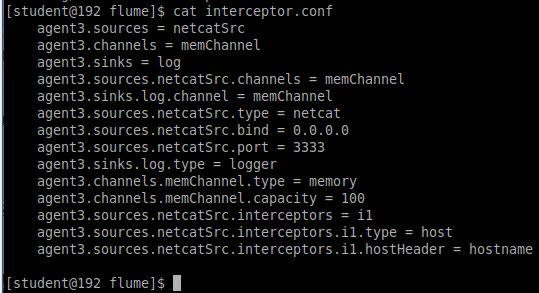 [student@192 flume]$ cat interceptor.conf
agent3.sources = netcatSrc
agent3.channels = memChannel
agent3.sinks = log
agent3.sources.netcatSrc.channels = memChannel
agent3.sinks.log.channel = memChannel
agent3.sources.netcatSrc.type = netcat
agent3.sources.netcatSrc.bind = 0.0.0.0
agent3.sources.netcatSrc.port = 3333
agent3.sinks.log.type = logger
agent3.channels.memChannel.type = memory
agent3.channels.memChannel.capacity = 100
agent3.sources.netcatSrc.interceptors = i1
agent3.sources.netcatSrc.interceptors.i1.type = host
agent3.sources.netcatSrc.interceptors.i1.hostHeader = hostname
[student@192 flume]$